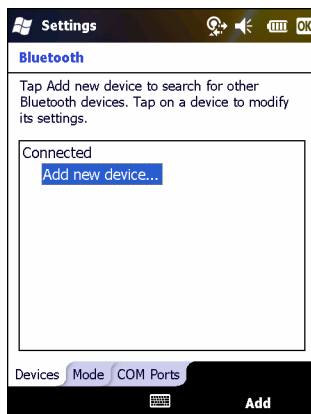 Settings
OK
Bluetooth
Tap Add new device to search for other
Bluetooth devices. Tap on a device to modify
its settings.
Connected
Add new device...
Devices Mode COM Ports
Add